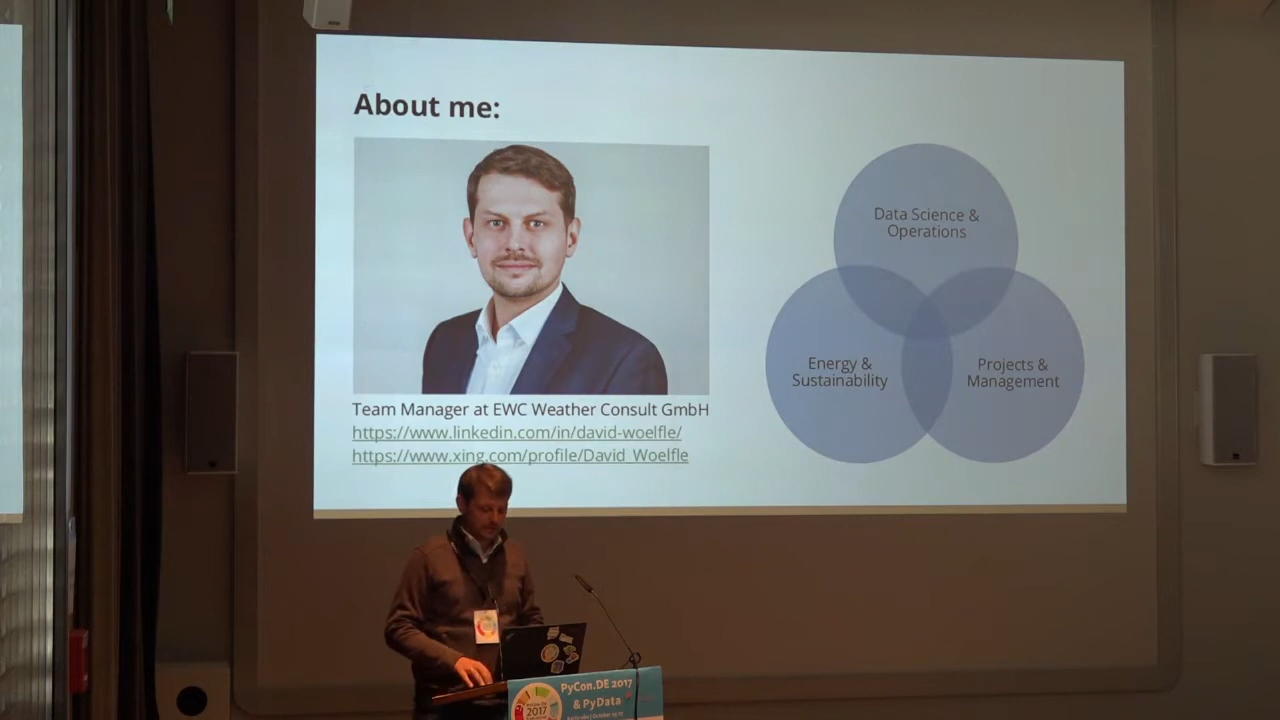 About me:
Team Manager at EWC Weather Consult GmbH
https://www.linkedin.com/in/david-woelfle/
https://www.xing.com/profile/David_Woelfle
Data Science &
Operations
Energy &
Sustainability
Projects &
Management
PyCon.DE 2017
& PyData
2017